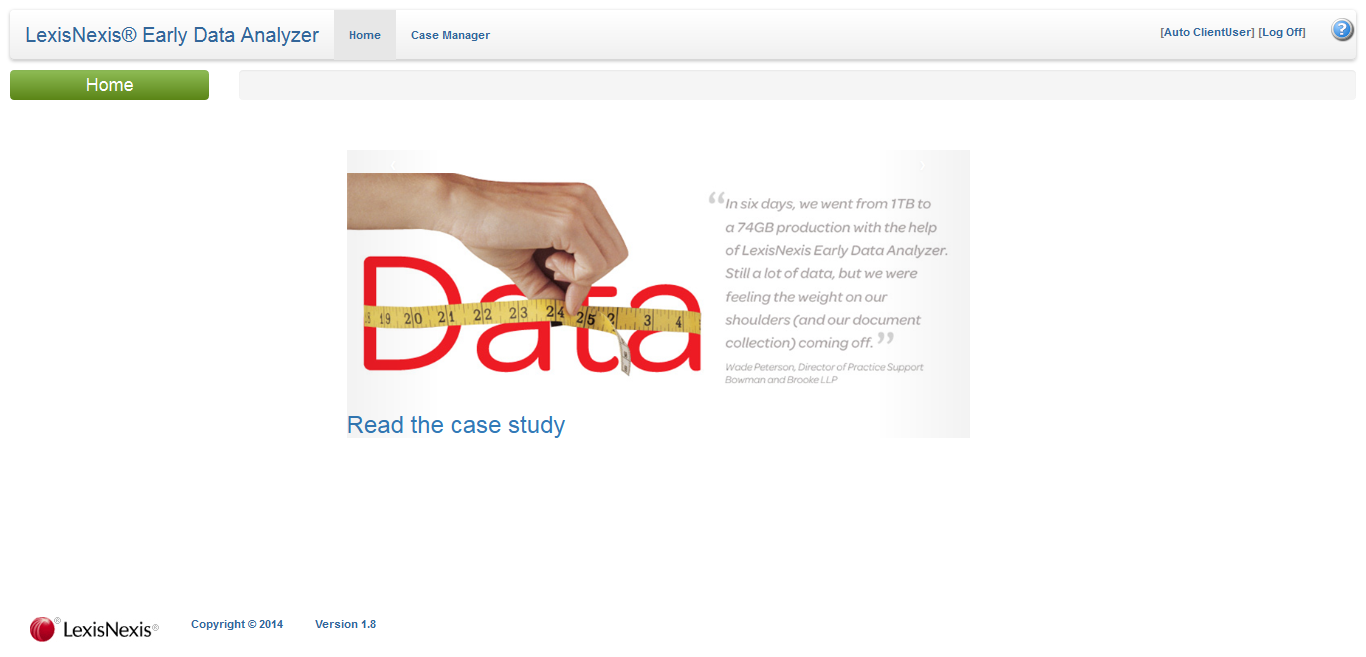 LexisNexis® Early Data Analyzer
Home
Case Manager
[Auto ClientUser] [Log Off]
?
Home
“In six days, we went from 1TB to
a 74GB production with the help
of LexisNexis Early Data Analyzer.
Still a lot of data, but we were
feeling the weight on our
shoulders (and our document
collection) coming off.”
Wade Peterson, Director of Practice Support
Bowman and Brooke LLP
Data
19 20 21 22 23 24 25 2 3 4
Read the case study
® LexisNexis®
Copyright © 2014
Version 1.8